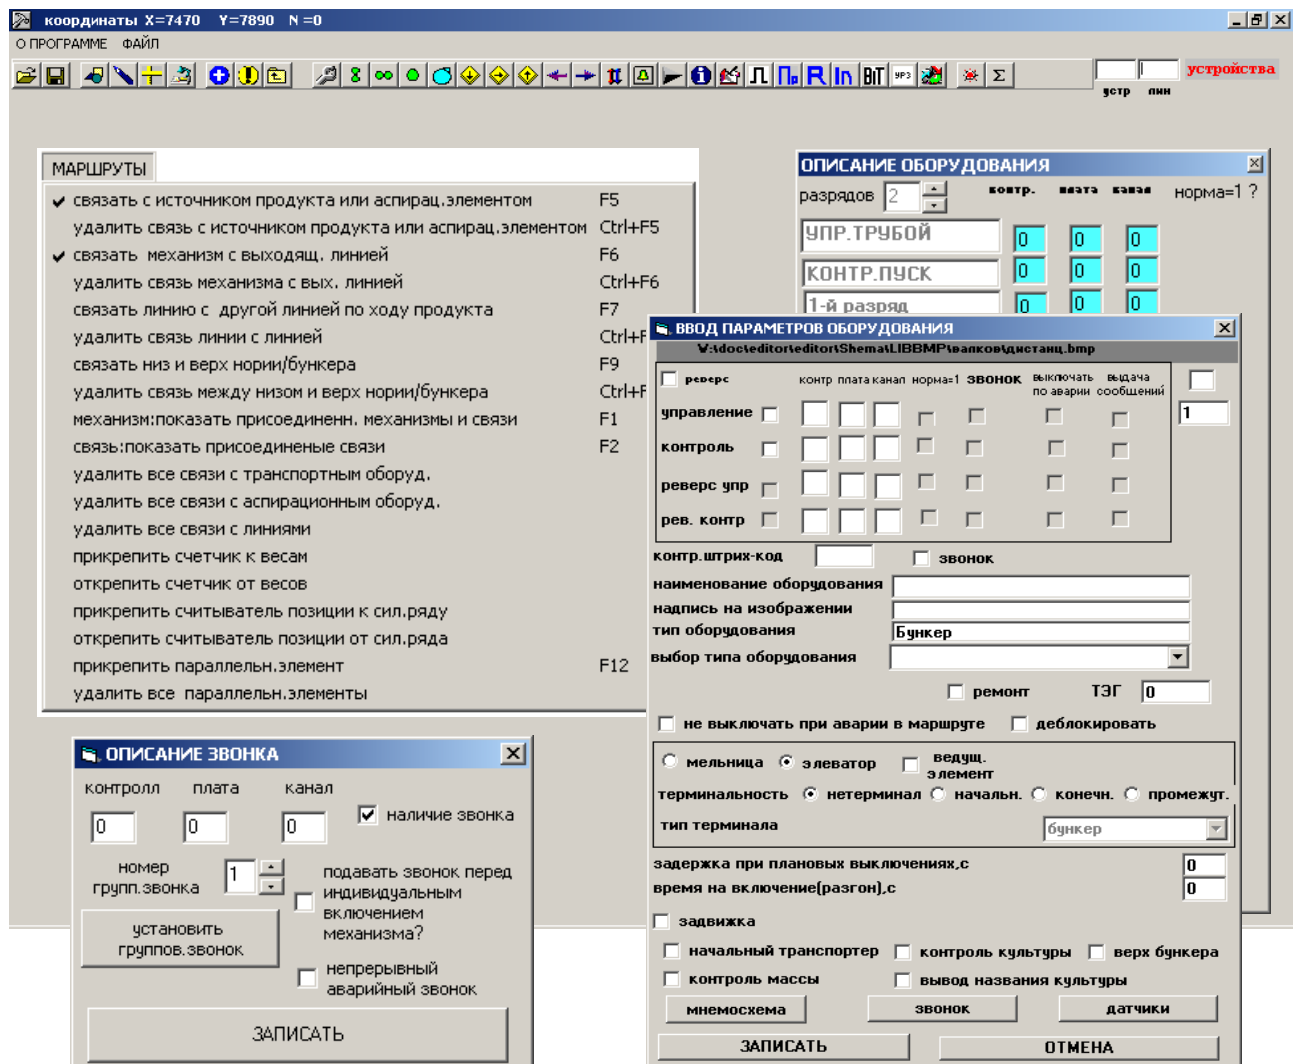 координаты X=7470 Y=7890 N =0
О ПРОГРАММЕ ФАЙЛ
По R In BIT УРЗ Σ
устройства
устр лин
МАРШРУТЫ
связать с источником продукта или аспирац.элементом F5
удалить связь с источником продукта или аспирац.элементом Ctrl+F5
связать механизм с выходящ. линией F6
удалить связь механизма с вых. линией Ctrl+F6
связать линию с другой линией по ходу продукта F7
удалить связь линии с линией Ctrl+F
связать низ и верх нории/бункера F9
удалить связь между низом и верх нории/бункера Ctrl+F
механизм:показать присоединенн. механизмы и связи F1
связь:показать присоединеные связи F2
удалить все связи с транспортным оборуд.
удалить все связи с аспирационным оборуд.
удалить все связи с линиями
прикрепить счетчик к весам
открепить счетчик от весов
прикрепить считыватель позиции к сил.ряду
открепить считыватель позиции от сил.ряда
прикрепить параллельн.элемент F12
удалить все параллельн.элементы
ОПИСАНИЕ ОБОРУДОВАНИЯ
разрядов 2 контр. плата канал норма=1 ?
УПР.ТРУБОЙ 0 0 0
КОНТР.ПУСК 0 0 0
1-й разряд 0 0 0
ВВОД ПАРАМЕТРОВ ОБОРУДОВАНИЯ
V:\doc\editor\editor\Shema\LIBBMP\валков\дистанц.bmp
реверс контр плата канал норма=1 ЗВОНОК выключать по аварии выдача сообщений
управление 1
контроль
реверс упр
рев. контр
контр.штрих-код звонок
наименование оборудования
надпись на изображении
тип оборудования Бункер
выбор типа оборудования
ремонт ТЭГ 0
не выключать при аварии в маршруте деблокировать
мельница элеватор ведущ. элемент
терминальность нетерминал начальн. конечн. промежут.
тип терминала бункер
задержка при плановых выключениях,с 0
время на включение(разгон),с 0
задвижка
начальный транспортер контроль культуры верх бункера
контроль массы вывод названия культуры
мнемосхема звонок датчики
ЗАПИСАТЬ ОТМЕНА
ОПИСАНИЕ ЗВОНКА
контролл плата канал
0 0 0 наличие звонка
номер групп.звонка 1
подавать звонок перед
индивидуальным
включением
механизма?
установить
группов.звонок
непрерывный
аварийный звонок
ЗАПИСАТЬ